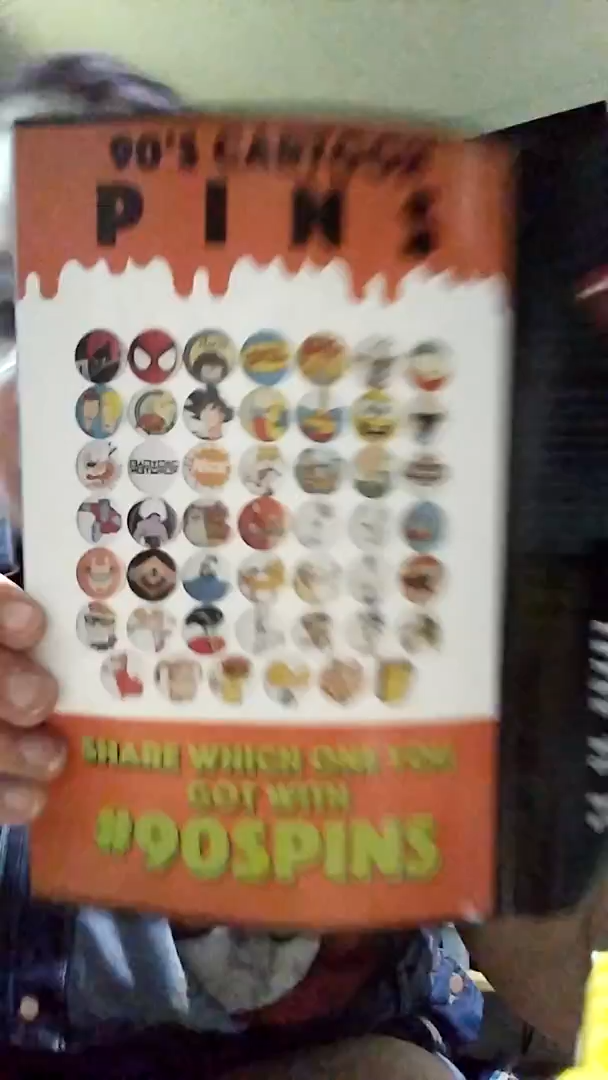 90'S CARTOON
PINS
SHARE WHICH ONE YOU
GOT WITH
#90SPINS